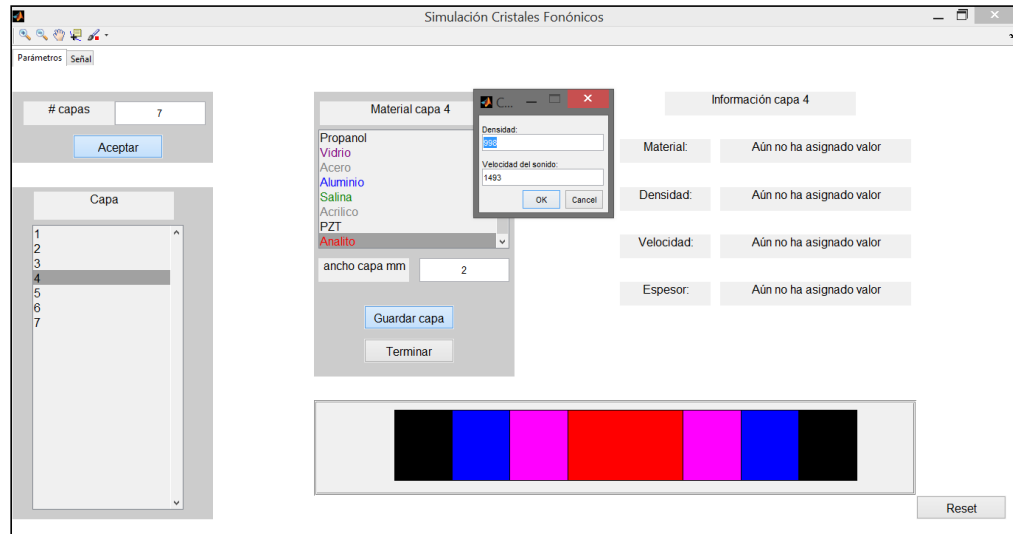 Simulación Cristales Fonónicos
Parámetros Señal
# capas 7
Aceptar
Capa
1
2
3
4
5
6
7
Material capa 4
Propanol
Vidrio
Acero
Aluminio
Salina
Acrilico
PZT
Analito
ancho capa mm 2
Guardar capa
Terminar
C...
Densidad:
998
Velocidad del sonido:
1493
OK Cancel
Información capa 4
Material: Aún no ha asignado valor
Densidad: Aún no ha asignado valor
Velocidad: Aún no ha asignado valor
Espesor: Aún no ha asignado valor
Reset